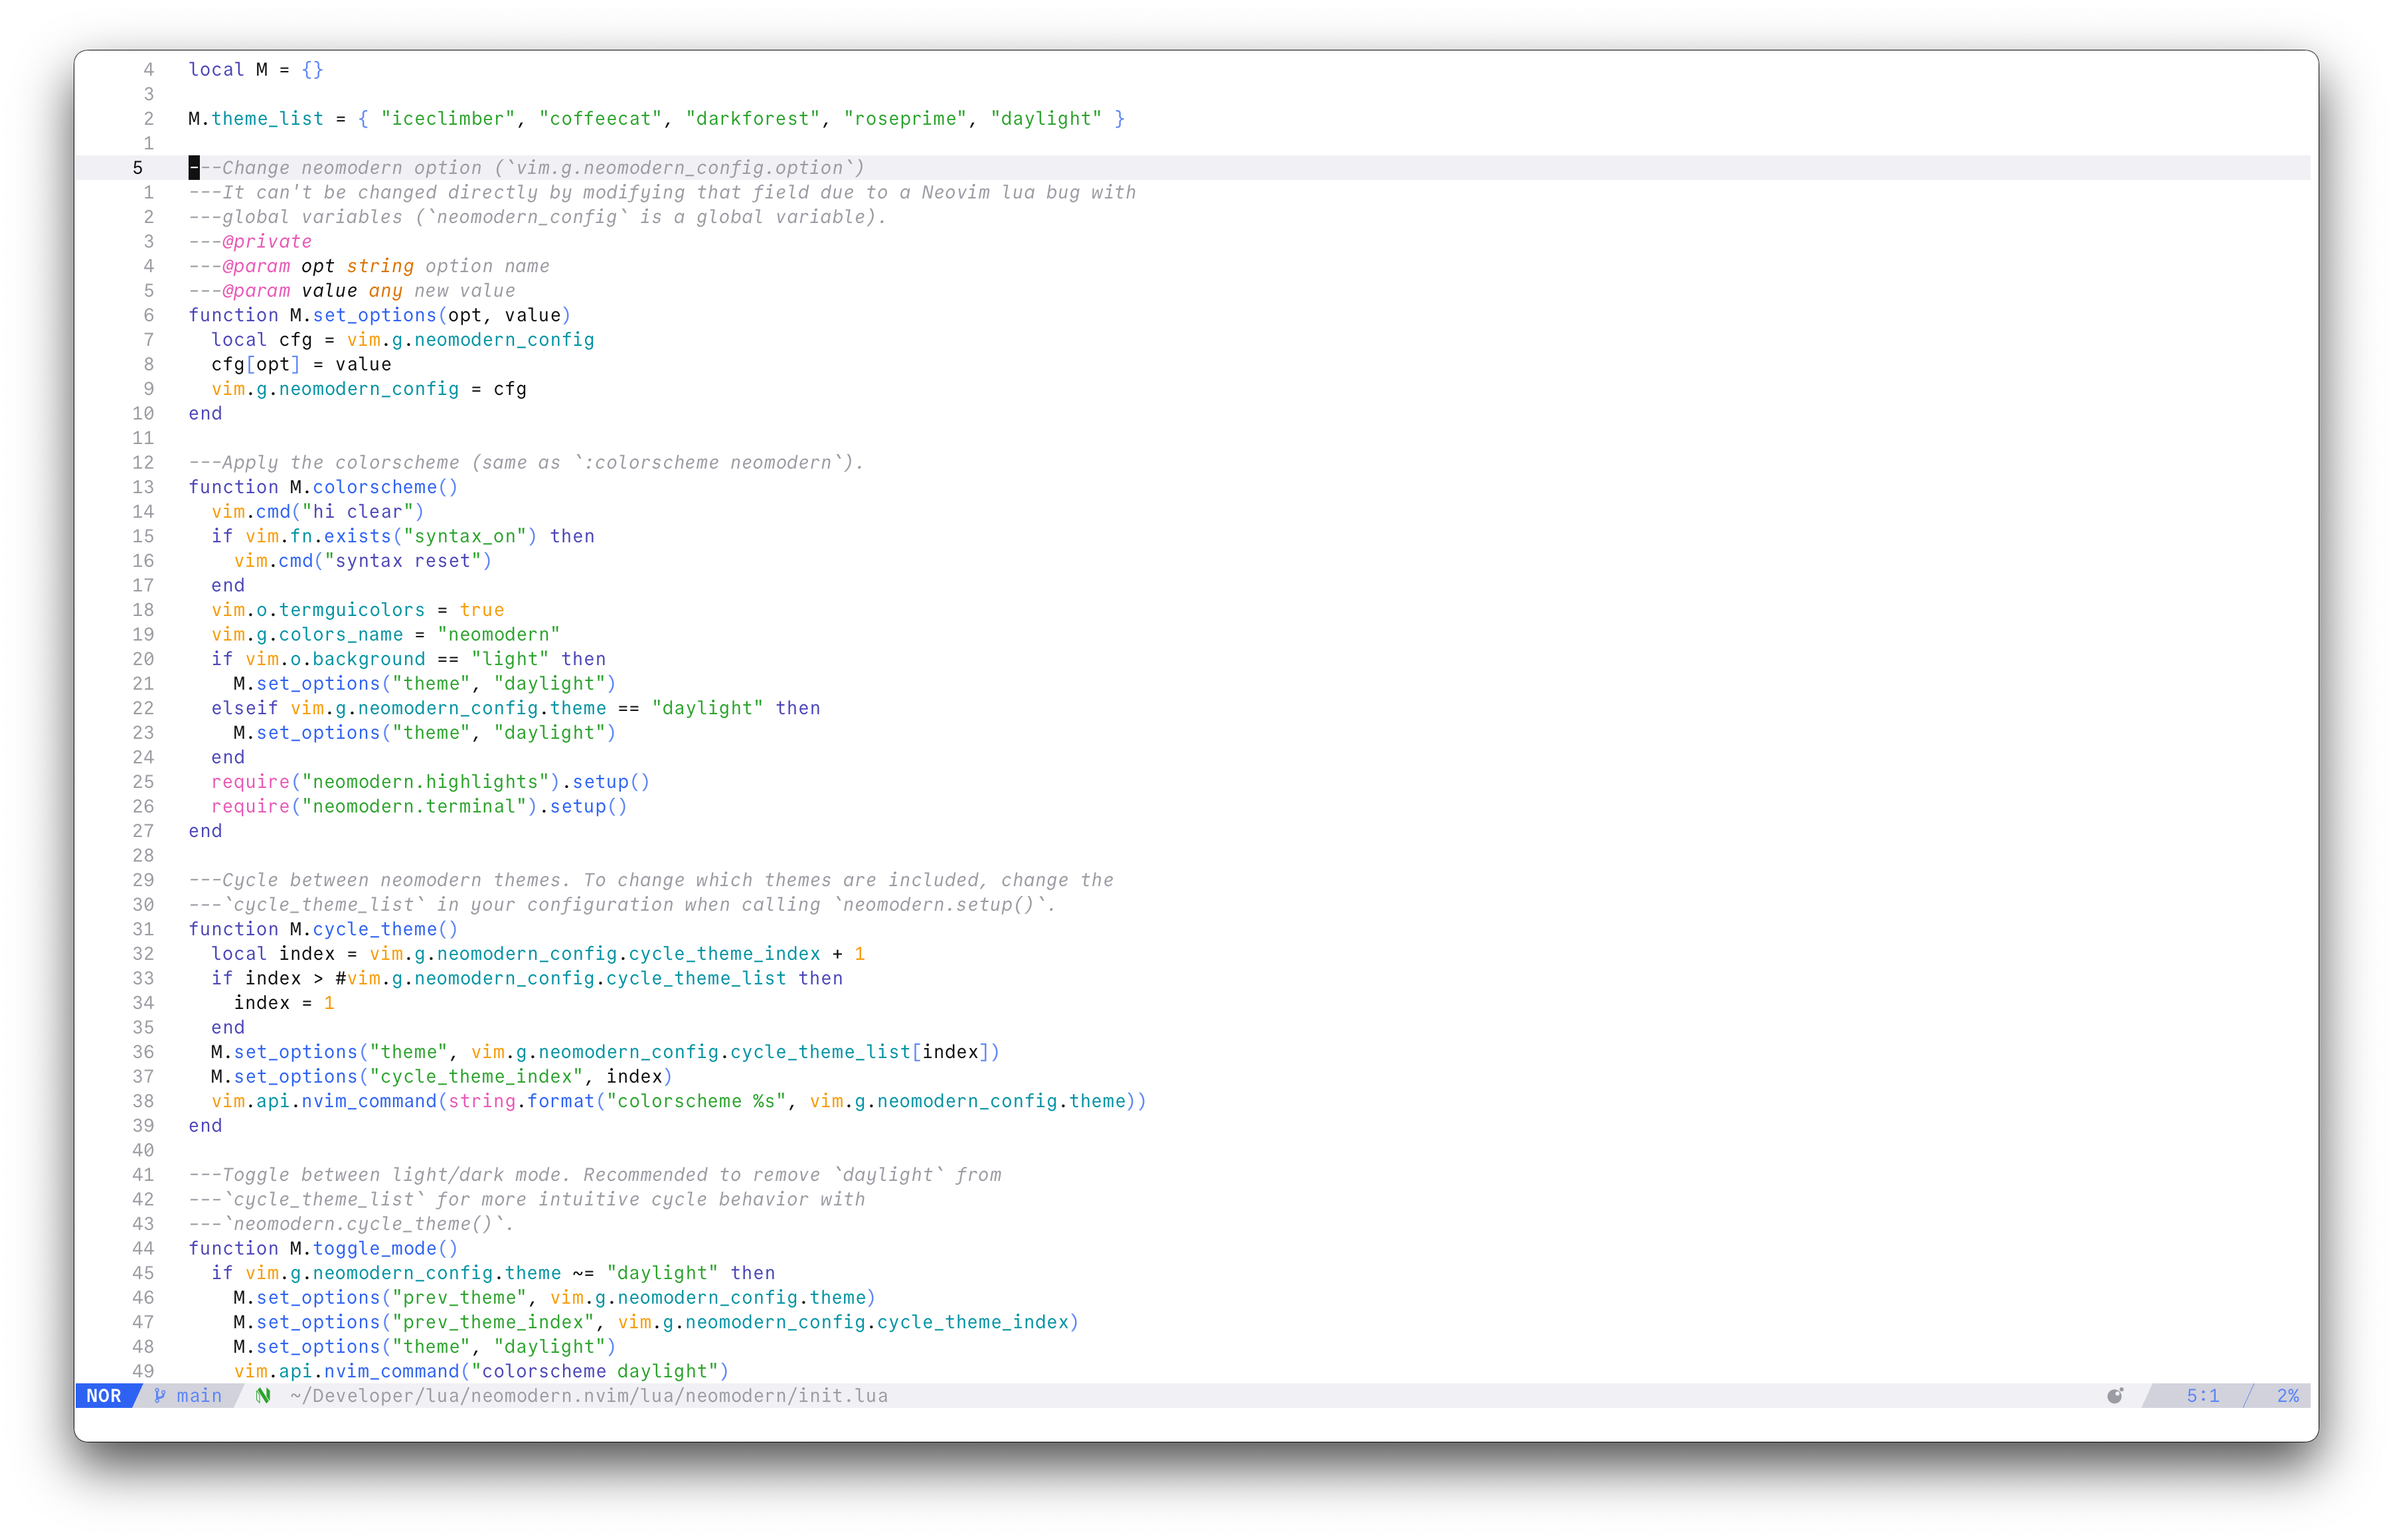 4 local M = {}
3
2 M.theme_list = { "iceclimber", "coffeecat", "darkforest", "roseprime", "daylight" }
1
5 ---Change neomodern option (`vim.g.neomodern_config.option`)
1 ---It can't be changed directly by modifying that field due to a Neovim lua bug with
2 ---global variables (`neomodern_config` is a global variable).
3 ---@private
4 ---@param opt string option name
5 ---@param value any new value
6 function M.set_options(opt, value)
7   local cfg = vim.g.neomodern_config
8   cfg[opt] = value
9   vim.g.neomodern_config = cfg
10 end
11
12 ---Apply the colorscheme (same as `:colorscheme neomodern`).
13 function M.colorscheme()
14   vim.cmd("hi clear")
15   if vim.fn.exists("syntax_on") then
16     vim.cmd("syntax reset")
17   end
18   vim.o.termguicolors = true
19   vim.g.colors_name = "neomodern"
20   if vim.o.background == "light" then
21     M.set_options("theme", "daylight")
22   elseif vim.g.neomodern_config.theme == "daylight" then
23     M.set_options("theme", "daylight")
24   end
25   require("neomodern.highlights").setup()
26   require("neomodern.terminal").setup()
27 end
28
29 ---Cycle between neomodern themes. To change which themes are included, change the
30 ---`cycle_theme_list` in your configuration when calling `neomodern.setup()`.
31 function M.cycle_theme()
32   local index = vim.g.neomodern_config.cycle_theme_index + 1
33   if index > #vim.g.neomodern_config.cycle_theme_list then
34     index = 1
35   end
36   M.set_options("theme", vim.g.neomodern_config.cycle_theme_list[index])
37   M.set_options("cycle_theme_index", index)
38   vim.api.nvim_command(string.format("colorscheme %s", vim.g.neomodern_config.theme))
39 end
40
41 ---Toggle between light/dark mode. Recommended to remove `daylight` from
42 ---`cycle_theme_list` for more intuitive cycle behavior with
43 ---`neomodern.cycle_theme()`.
44 function M.toggle_mode()
45   if vim.g.neomodern_config.theme ~= "daylight" then
46     M.set_options("prev_theme", vim.g.neomodern_config.theme)
47     M.set_options("prev_theme_index", vim.g.neomodern_config.cycle_theme_index)
48     M.set_options("theme", "daylight")
49     vim.api.nvim_command("colorscheme daylight")
NOR main ~/Developer/lua/neomodern.nvim/lua/neomodern/init.lua 5:1 2%